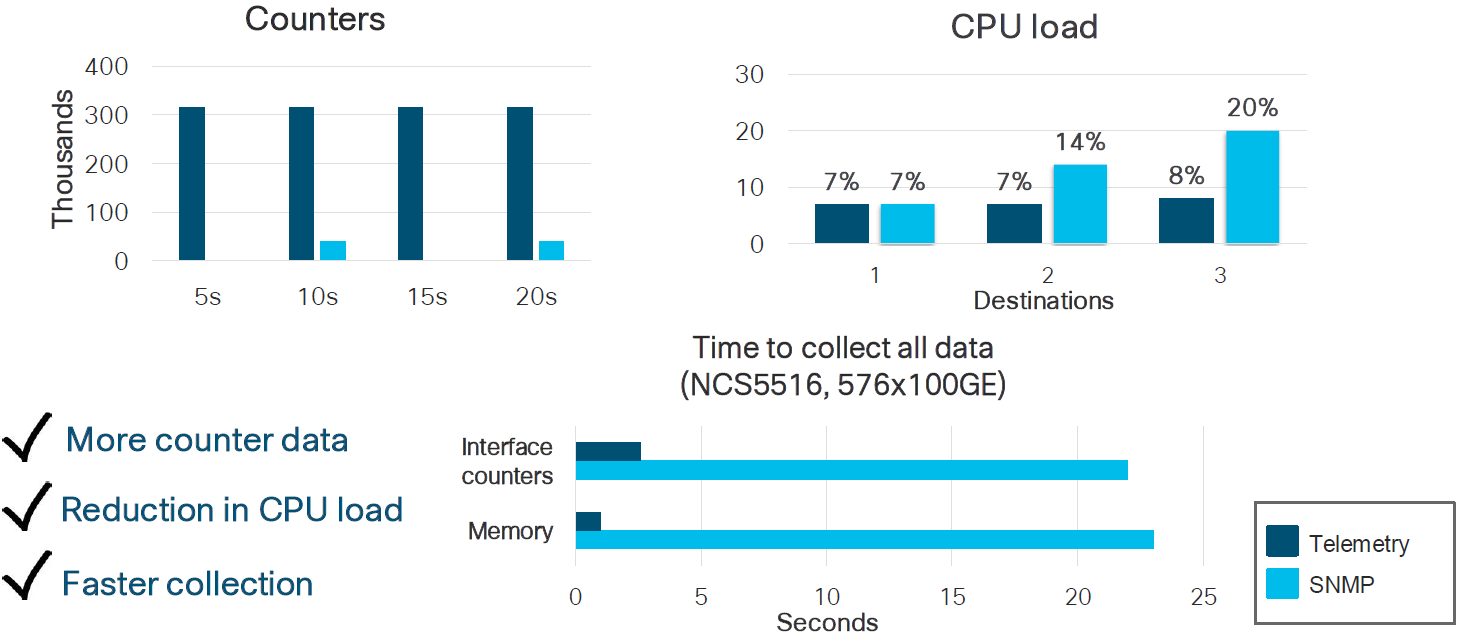 Counters
Thousands
400
300
200
100
0
5s 10s 15s 20s
CPU load
30
20
10
0
7% 7% 7% 14% 8% 20%
1 2 3
Destinations
Time to collect all data
(NCS5516, 576x100GE)
Interface
counters
Memory
0 5 10 15 20 25
Seconds
More counter data
Reduction in CPU load
Faster collection
Telemetry
SNMP